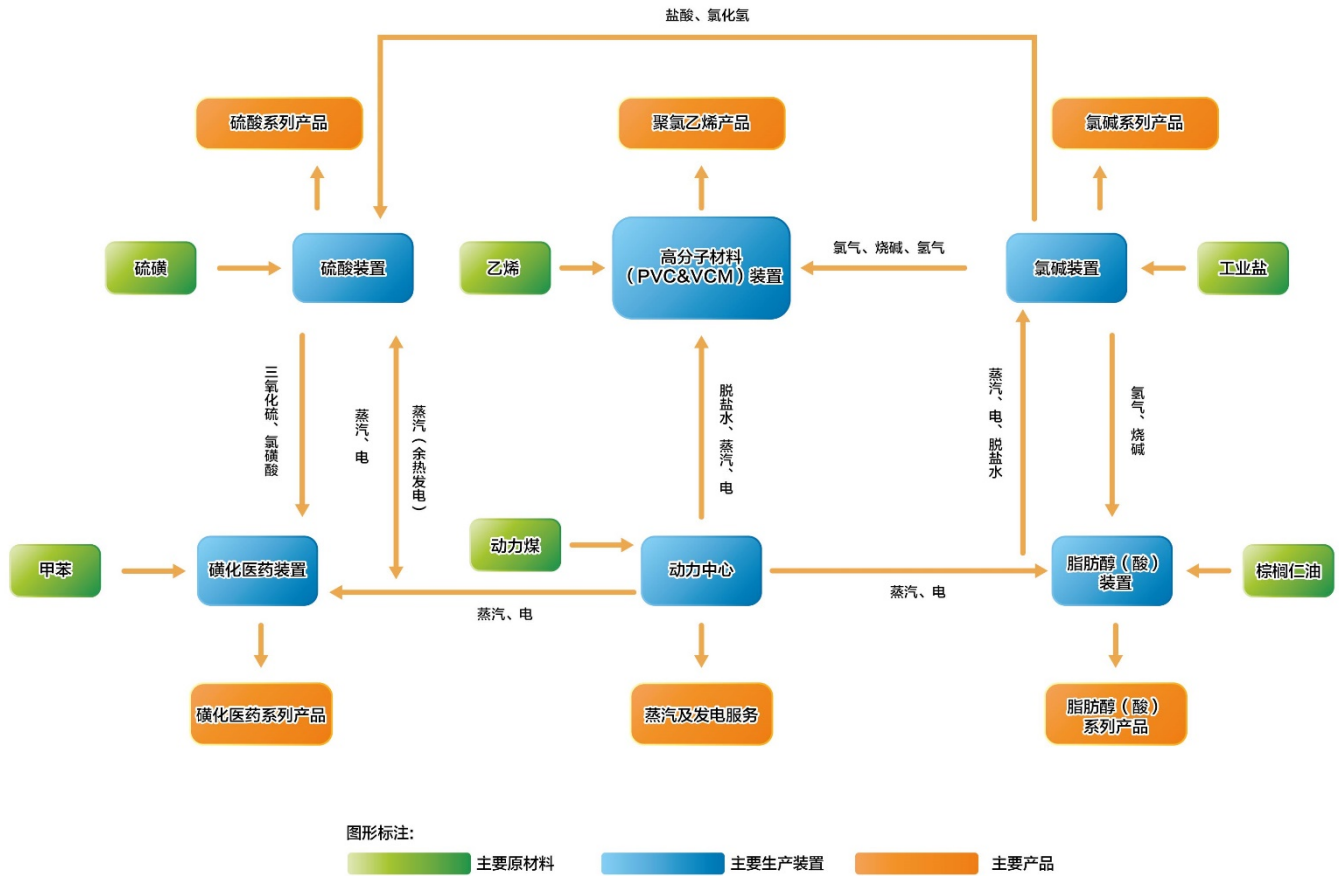 盐酸、氯化氢
硫酸系列产品
聚氯乙烯产品
氯碱系列产品
硫磺
硫酸装置
乙烯
高分子材料
（PVC&VCM）装置
氯气、烧碱、氢气
氯碱装置
工业盐
三氧化硫、氯磺酸
蒸汽、电
蒸汽（余热发电）
脱盐水、蒸汽、电
蒸汽、电、脱盐水
氢气、烧碱
甲苯
磺化医药装置
动力煤
动力中心
脂肪醇（酸）
装置
棕榈仁油
蒸汽、电
蒸汽、电
磺化医药系列产品
蒸汽及发电服务
脂肪醇（酸）
系列产品
图形标注:
主要原材料
主要生产装置
主要产品